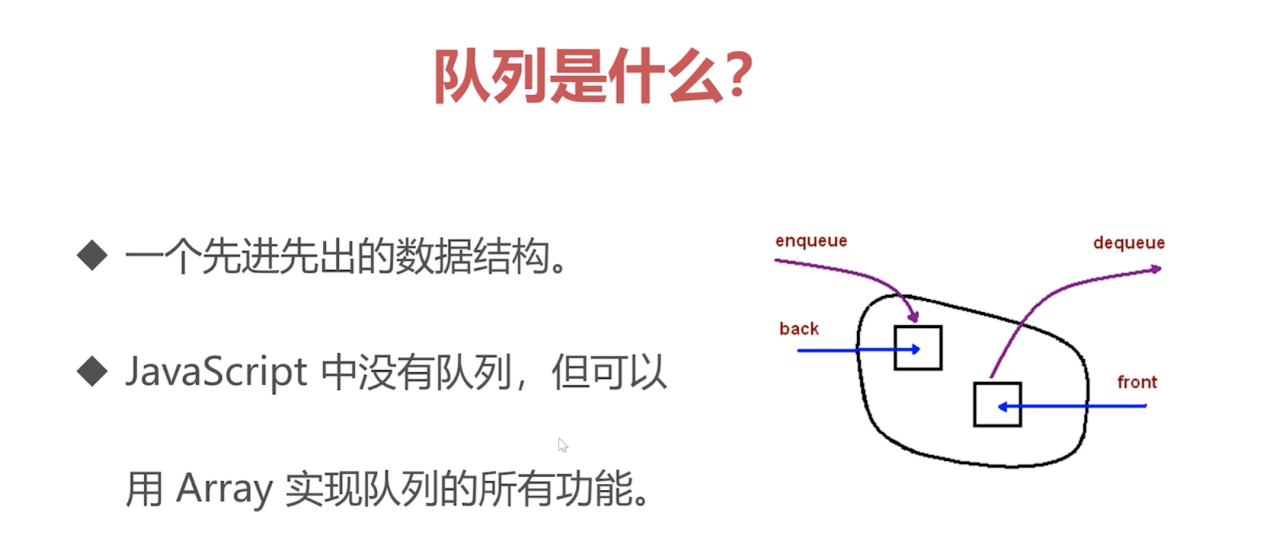 队列是什么?
一个先进先出的数据结构。
JavaScript 中没有队列，但可以
用 Array 实现队列的所有功能。
enqueue
dequeue
back
front